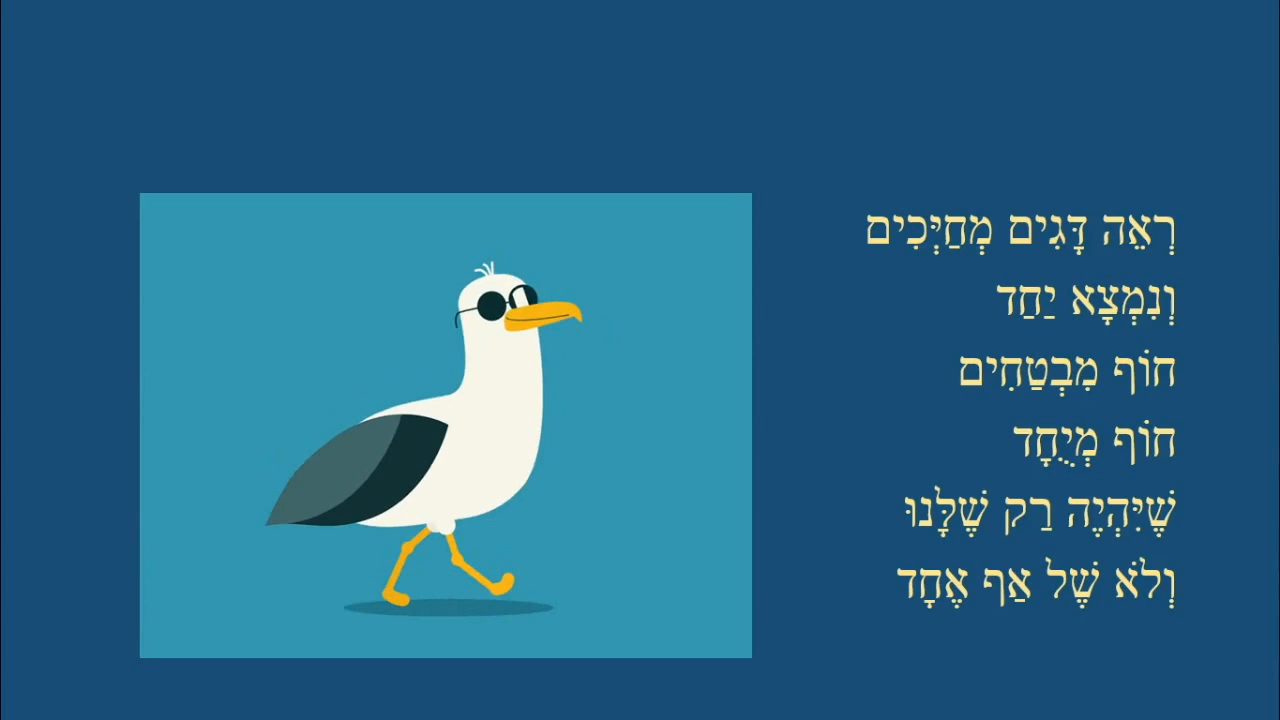 רְאֵה דָּגִים מְחַיְּכִים
וְנִמְצָא יַחַד
חוֹף מִבְטַחִים
חוֹף מְיֻחָד
שֶׁיִּהְיֶה רַק שֶׁלָּנוּ
וְלֹא שֶׁל אַף אֶחָד